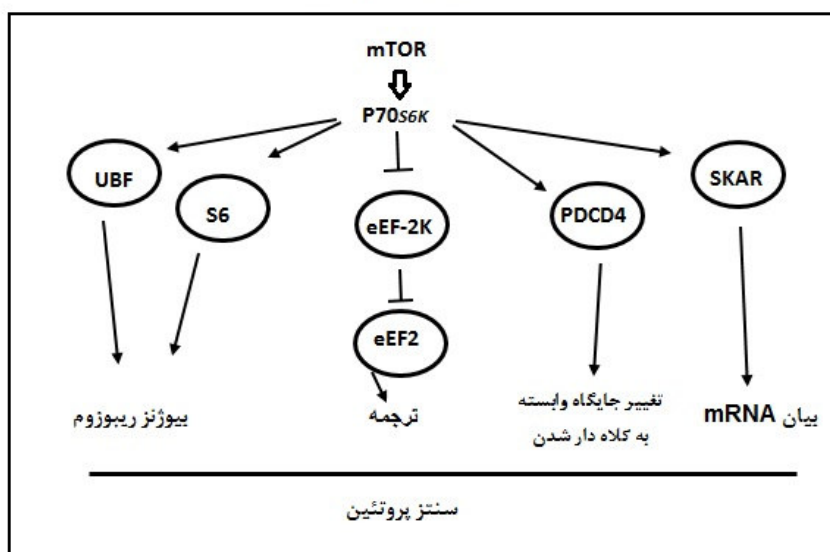 mTOR
P70S6K
UBF
S6
eEF-2K
PDCD4
SKAR
eEF2
بیوژنز ریبوزوم
ترجمه
تغییر جایگاه وابسته
به کلاه دار شدن
بیان mRNA
سنتز پروتئین